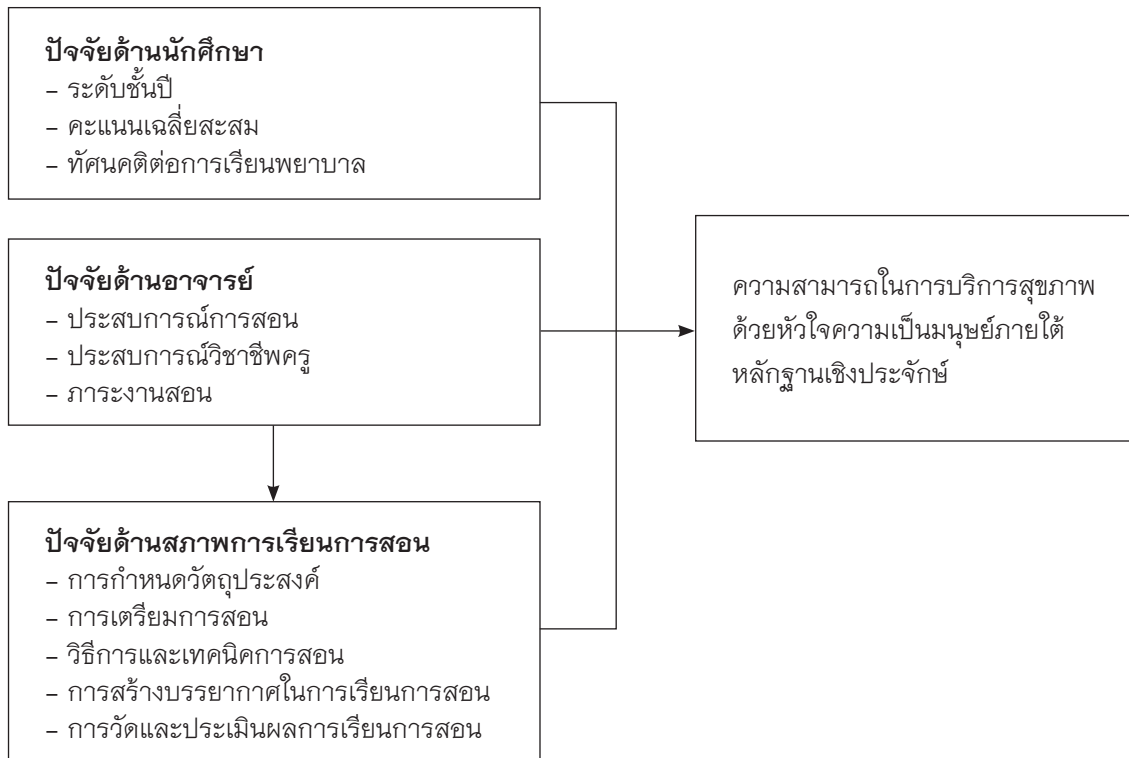 ปัจจัยด้านนักศึกษา
– ระดับชั้นปี
– คะแนนเฉลี่ยสะสม
– ทัศนคติต่อการเรียนพยาบาล
ปัจจัยด้านอาจารย์
– ประสบการณ์การสอน
– ประสบการณ์วิชาชีพครู
– ภาระงานสอน
ปัจจัยด้านสภาพการเรียนการสอน
– การกำหนดวัตถุประสงค์
– การเตรียมการสอน
– วิธีการและเทคนิคการสอน
– การสร้างบรรยากาศในการเรียนการสอน
– การวัดและประเมินผลการเรียนการสอน
ความสามารถในการบริการสุขภาพ
ด้วยหัวใจความเป็นมนุษย์ภายใต้
หลักฐานเชิงประจักษ์